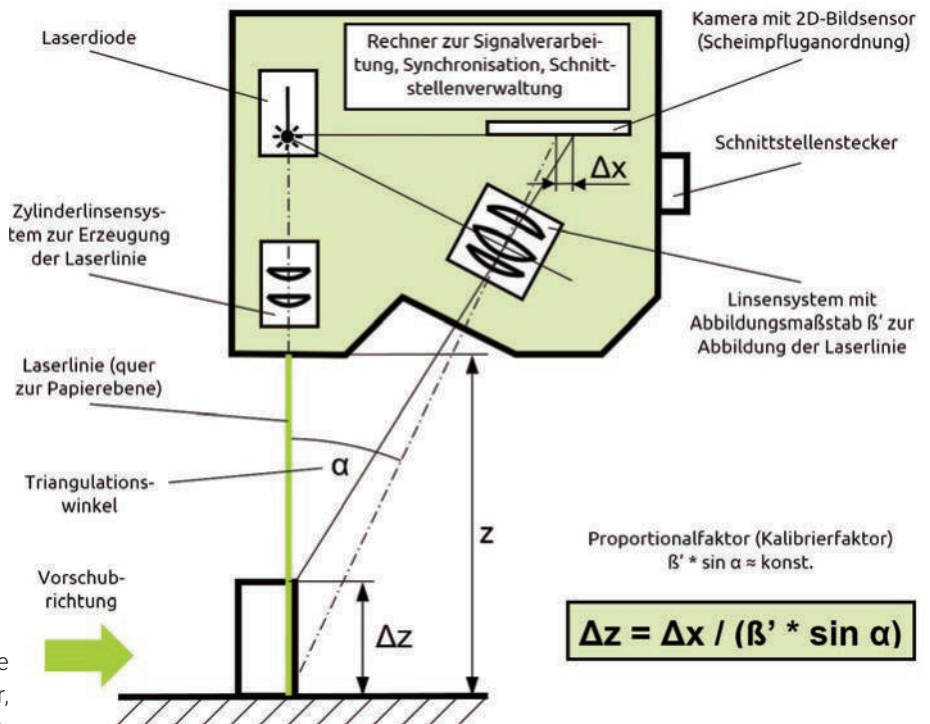 Laserdiode
Rechner zur Signalverarbei-
tung, Synchronisation, Schnitt-
stellenverwaltung
Kamera mit 2D-Bildsensor
(Scheimpfluganordnung)
Δx
Schnittstellenstecker
Zylinderlinsensys-
tem zur Erzeugung
der Laserlinie
Linsensystem mit
Abbildungsmaßstab ß' zur
Abbildung der Laserlinie
Laserlinie (quer
zur Papierebene)
α
Triangulations-
winkel
z
Proportionalfaktor (Kalibrierfaktor)
ß' * sin α ≈ konst.
Vorschub-
richtung
Δz
Δz = Δx / (ß' * sin α)